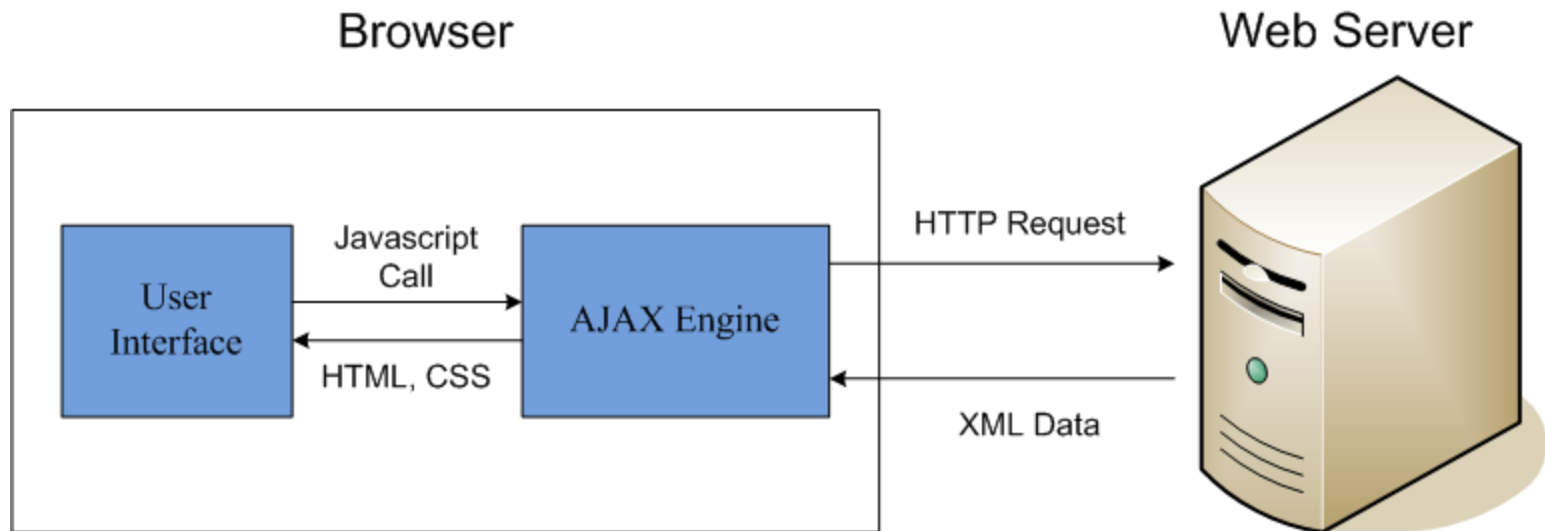 Browser
Web Server
User
Interface
Javascript
Call
HTML, CSS
AJAX Engine
HTTP Request
XML Data